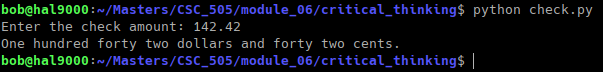 bob@hal9000:~/Masters/CSC_505/module_06/critical_thinking$ python check.py
Enter the check amount: 142.42
One hundred forty two dollars and forty two cents.
bob@hal9000:~/Masters/CSC_505/module_06/critical_thinking$